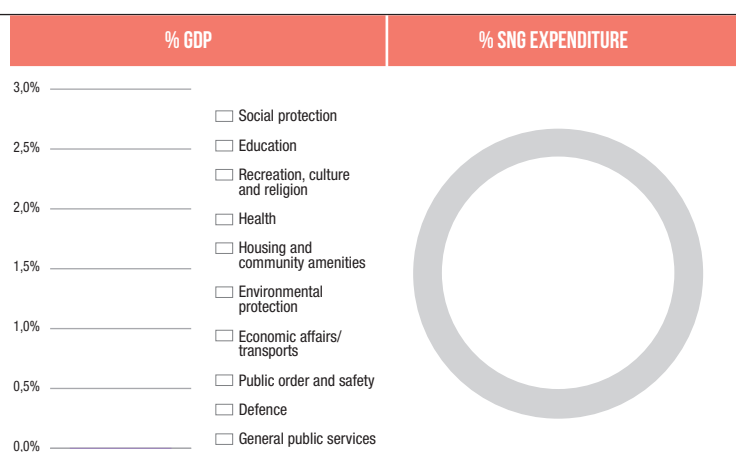 % GDP
% SNG EXPENDITURE
3,0%
2,5%
2,0%
1,5%
1,0%
0,5%
0,0%
Social protection
Education
Recreation, culture
and religion
Health
Housing and
community amenities
Environmental
protection
Economic affairs/
transports
Public order and safety
Defence
General public services